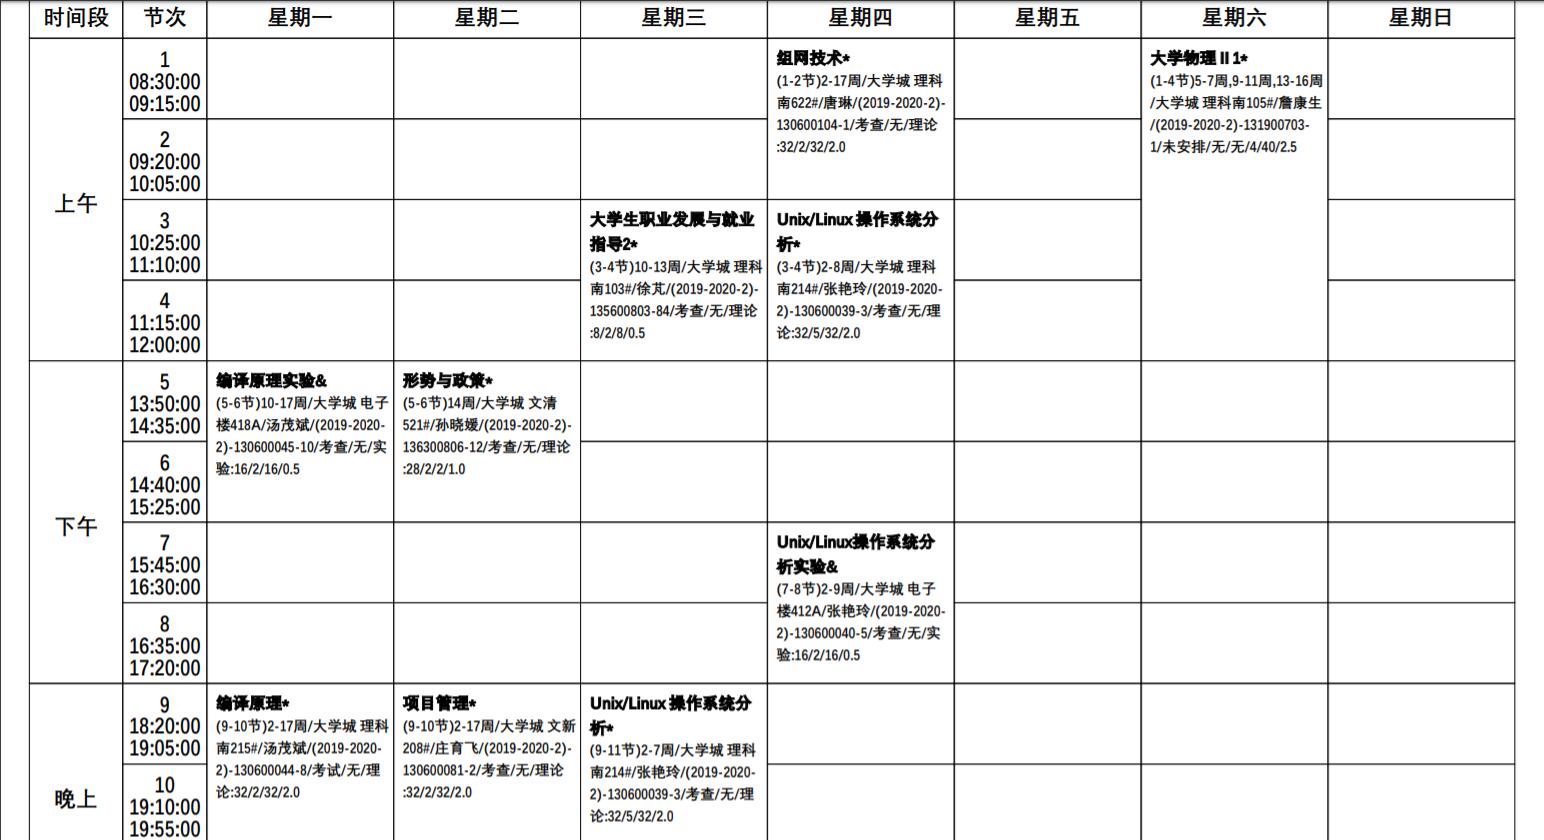 时间段 节次 星期一 星期二 星期三 星期四 星期五 星期六 星期日
上午
1
08:30:00
09:15:00
组网技术*
(1-2节)2-17周/大学城 理科
南622#/唐琳/(2019-2020-2)-
130600104-1/考查/无/理论
:32/2/32/2.0
大学物理 II 1*
(1-4节)5-7周,9-11周,13-16周
/大学城 理科南105#/詹康生
/(2019-2020-2)-131900703-
1/未安排/无/无/4/40/2.5
2
09:20:00
10:05:00
3
10:25:00
11:10:00
大学生职业发展与就业
指导2*
(3-4节)10-13周/大学城 理科
南103#/徐芃/(2019-2020-2)-
135600803-84/考查/无/理论
:8/2/8/0.5
Unix/Linux 操作系统分
析*
(3-4节)2-8周/大学城 理科
南214#/张艳玲/(2019-2020-
2)-130600039-3/考查/无/理
论:32/5/32/2.0
4
11:15:00
12:00:00
下午
5
13:50:00
14:35:00
编译原理实验&
(5-6节)10-17周/大学城 电子
楼418A/汤茂斌/(2019-2020-
2)-130600045-10/考查/无/实
验:16/2/16/0.5
形势与政策*
(5-6节)14周/大学城 文清
521#/孙晓媛/(2019-2020-2)-
136300806-12/考查/无/理论
:28/2/2/1.0
6
14:40:00
15:25:00
7
15:45:00
16:30:00
Unix/Linux操作系统分
析实验&
(7-8节)2-9周/大学城 电子
楼412A/张艳玲/(2019-2020-
2)-130600040-5/考查/无/实
验:16/2/16/0.5
8
16:35:00
17:20:00
晚上
9
18:20:00
19:05:00
编译原理*
(9-10节)2-17周/大学城 理科
南215#/汤茂斌/(2019-2020-
2)-130600044-8/考试/无/理
论:32/2/32/2.0
项目管理*
(9-10节)2-17周/大学城 文新
208#/庄育飞/(2019-2020-2)-
130600081-2/考查/无/理论
:32/2/32/2.0
Unix/Linux 操作系统分
析*
(9-11节)2-7周/大学城 理科
南214#/张艳玲/(2019-2020-
2)-130600039-3/考查/无/理
论:32/5/32/2.0
10
19:10:00
19:55:00